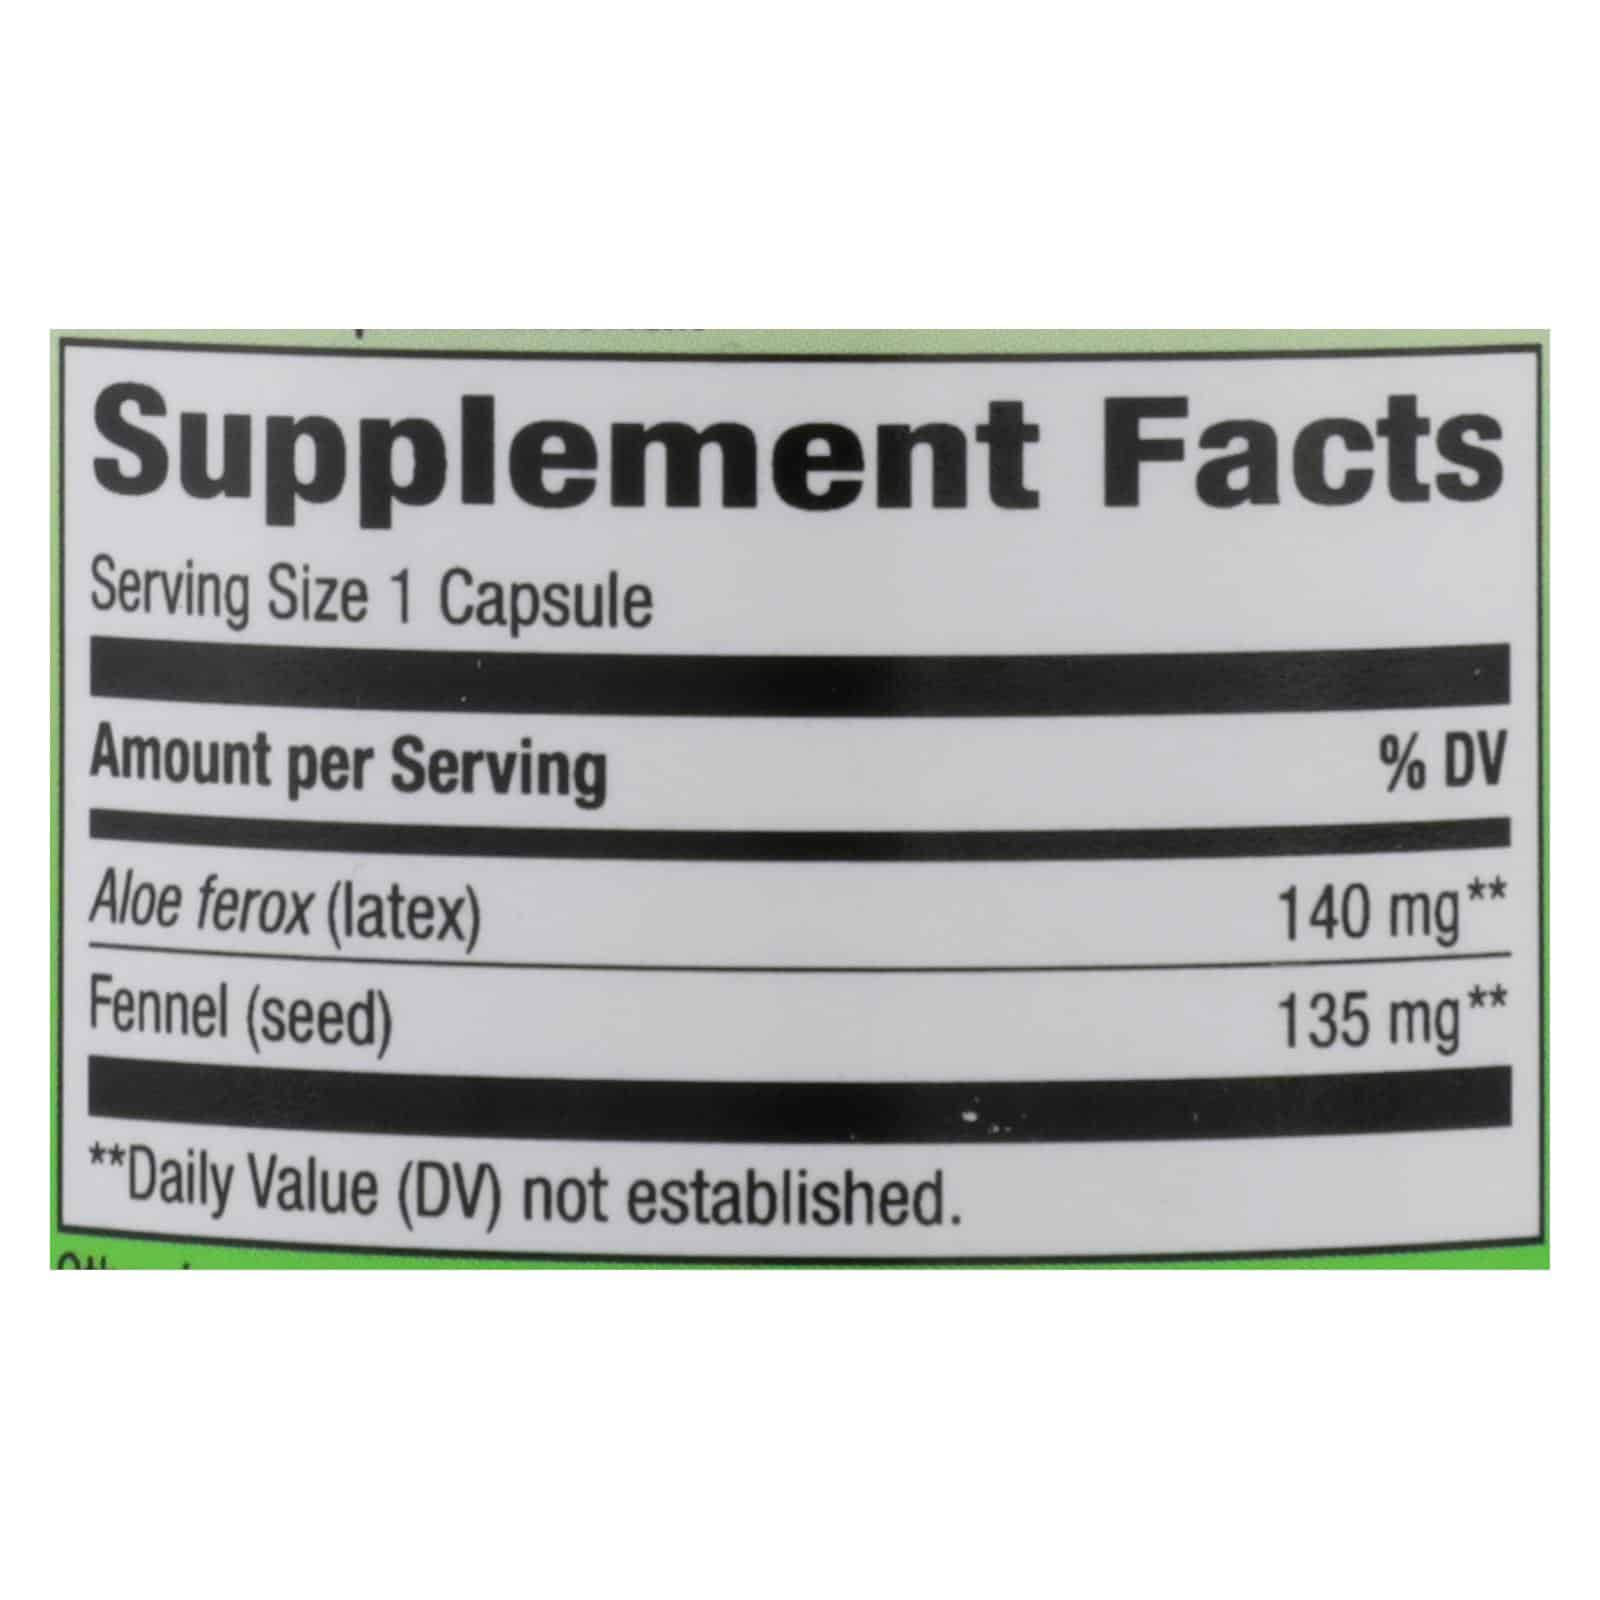 Supplement Facts
Serving Size 1 Capsule
Amount per Serving % DV
Aloe ferox (latex) 140 mg**
Fennel (seed) 135 mg**
**Daily Value (DV) not established.